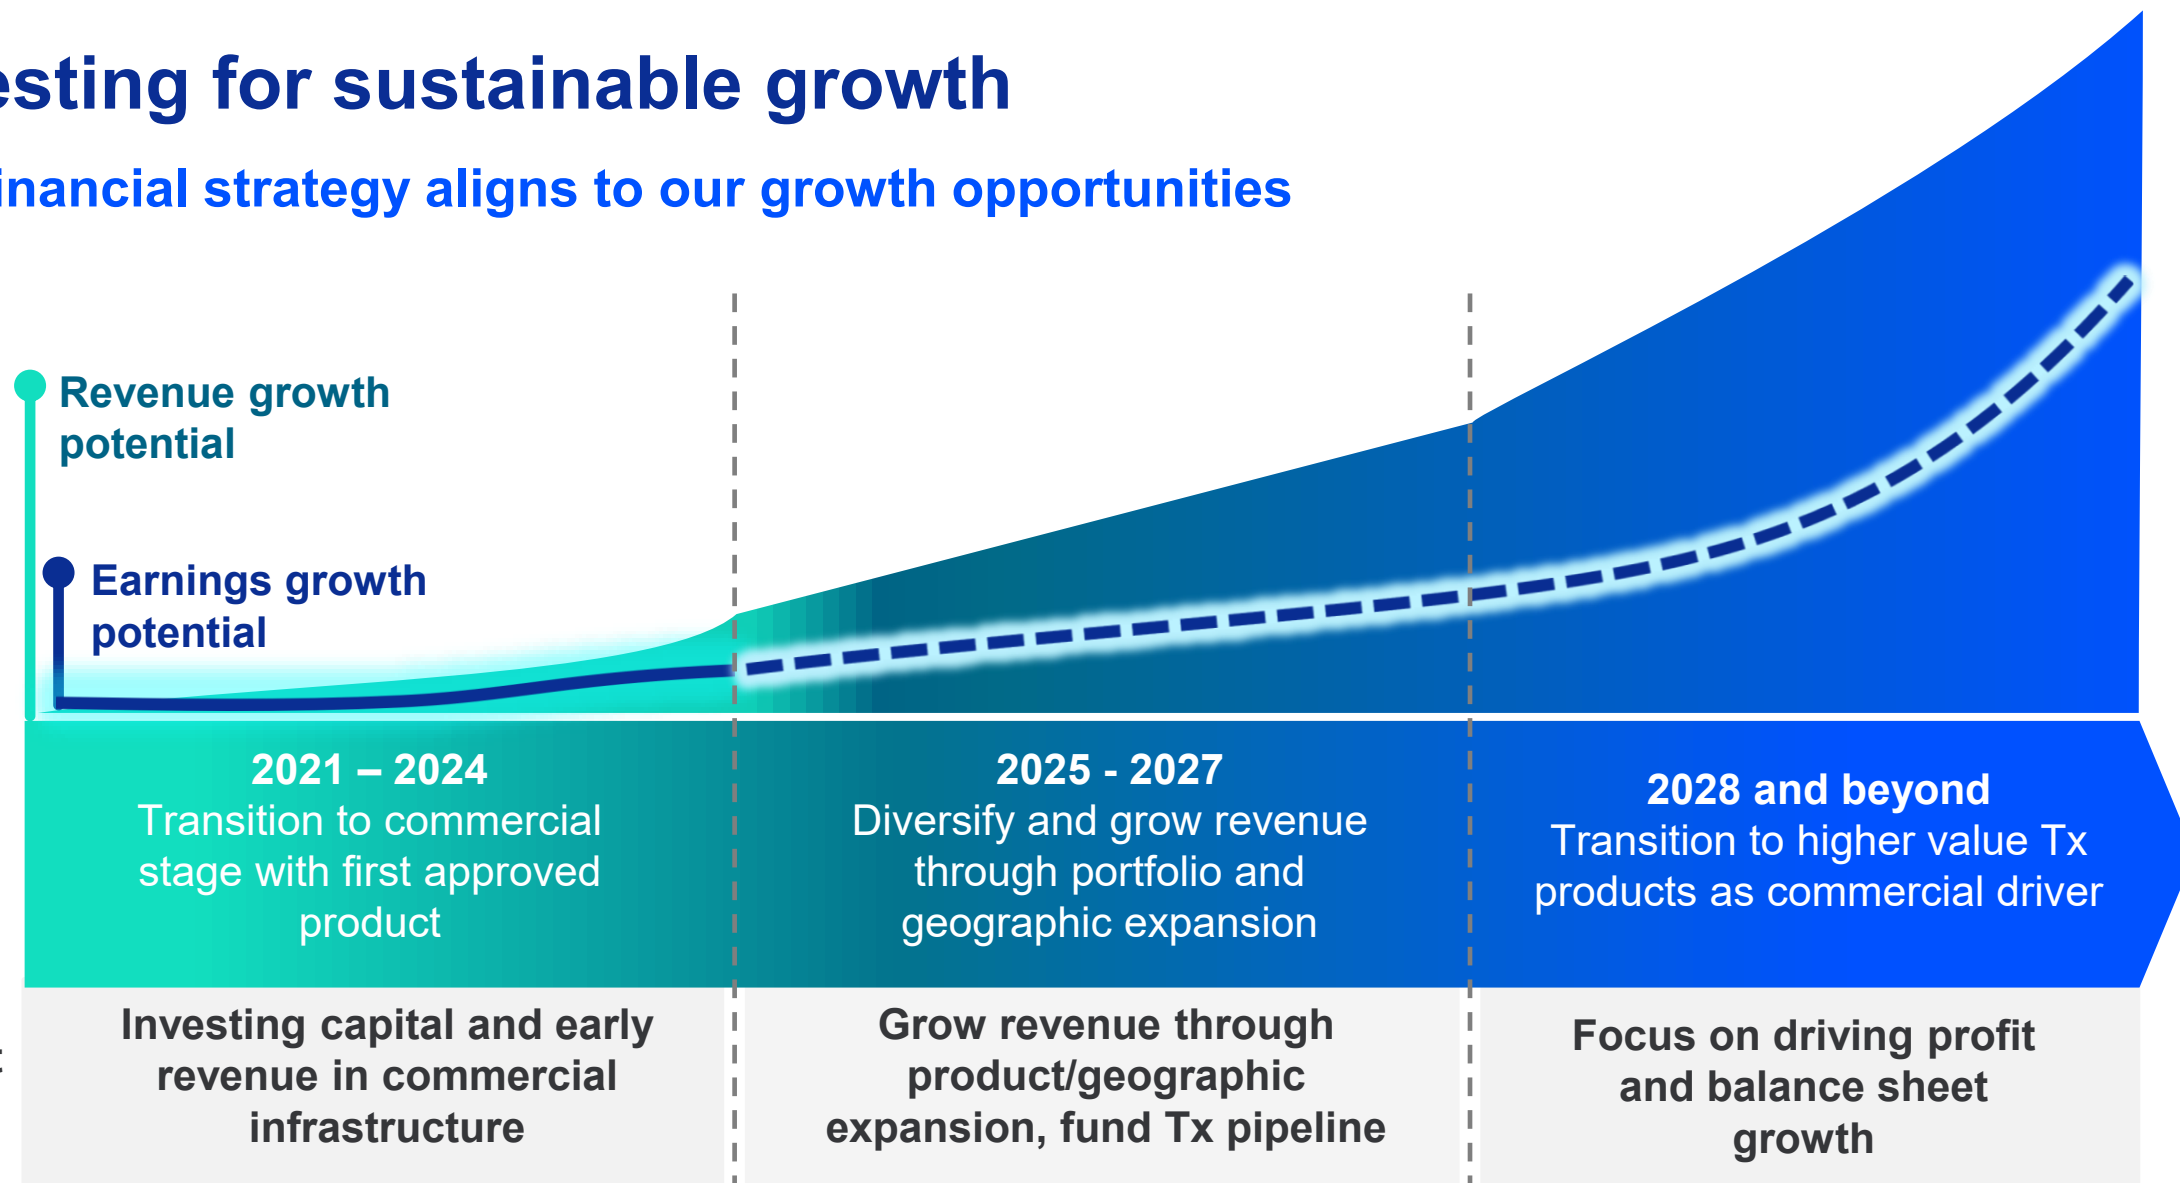 esting for sustainable growth
inancial strategy aligns to our growth opportunities
Revenue growth
potential
Earnings growth
potential
2021 – 2024
Transition to commercial
stage with first approved
product
2025 - 2027
Diversify and grow revenue
through portfolio and
geographic expansion
2028 and beyond
Transition to higher value Tx
products as commercial driver
Investing capital and early
revenue in commercial
infrastructure
Grow revenue through
product/geographic
expansion, fund Tx pipeline
Focus on driving profit
and balance sheet
growth